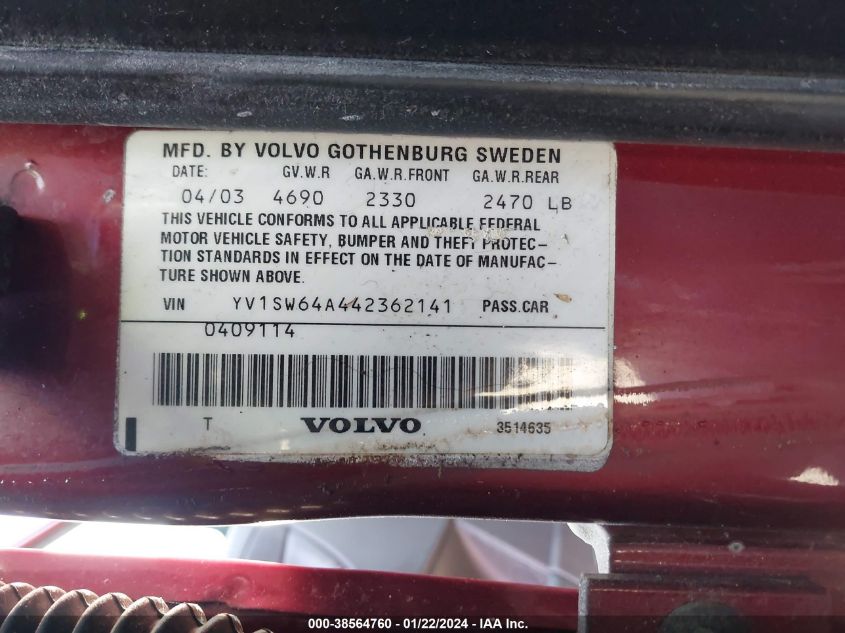 MFD. BY VOLVO GOTHENBURG SWEDEN
DATE: GV.W.R GA.W.R.FRONT GA.W.R.REAR
04/03 4690 2330 2470 LB
THIS VEHICLE CONFORMS TO ALL APPLICABLE FEDERAL
MOTOR VEHICLE SAFETY, BUMPER AND THEFT PROTEC-
TION STANDARDS IN EFFECT ON THE DATE OF MANUFAC-
TURE SHOWN ABOVE.
VIN YV1SW64A442362141 PASS.CAR
0409114
T VOLVO 3514635
000-38564760 - 01/22/2024 - IAA Inc.